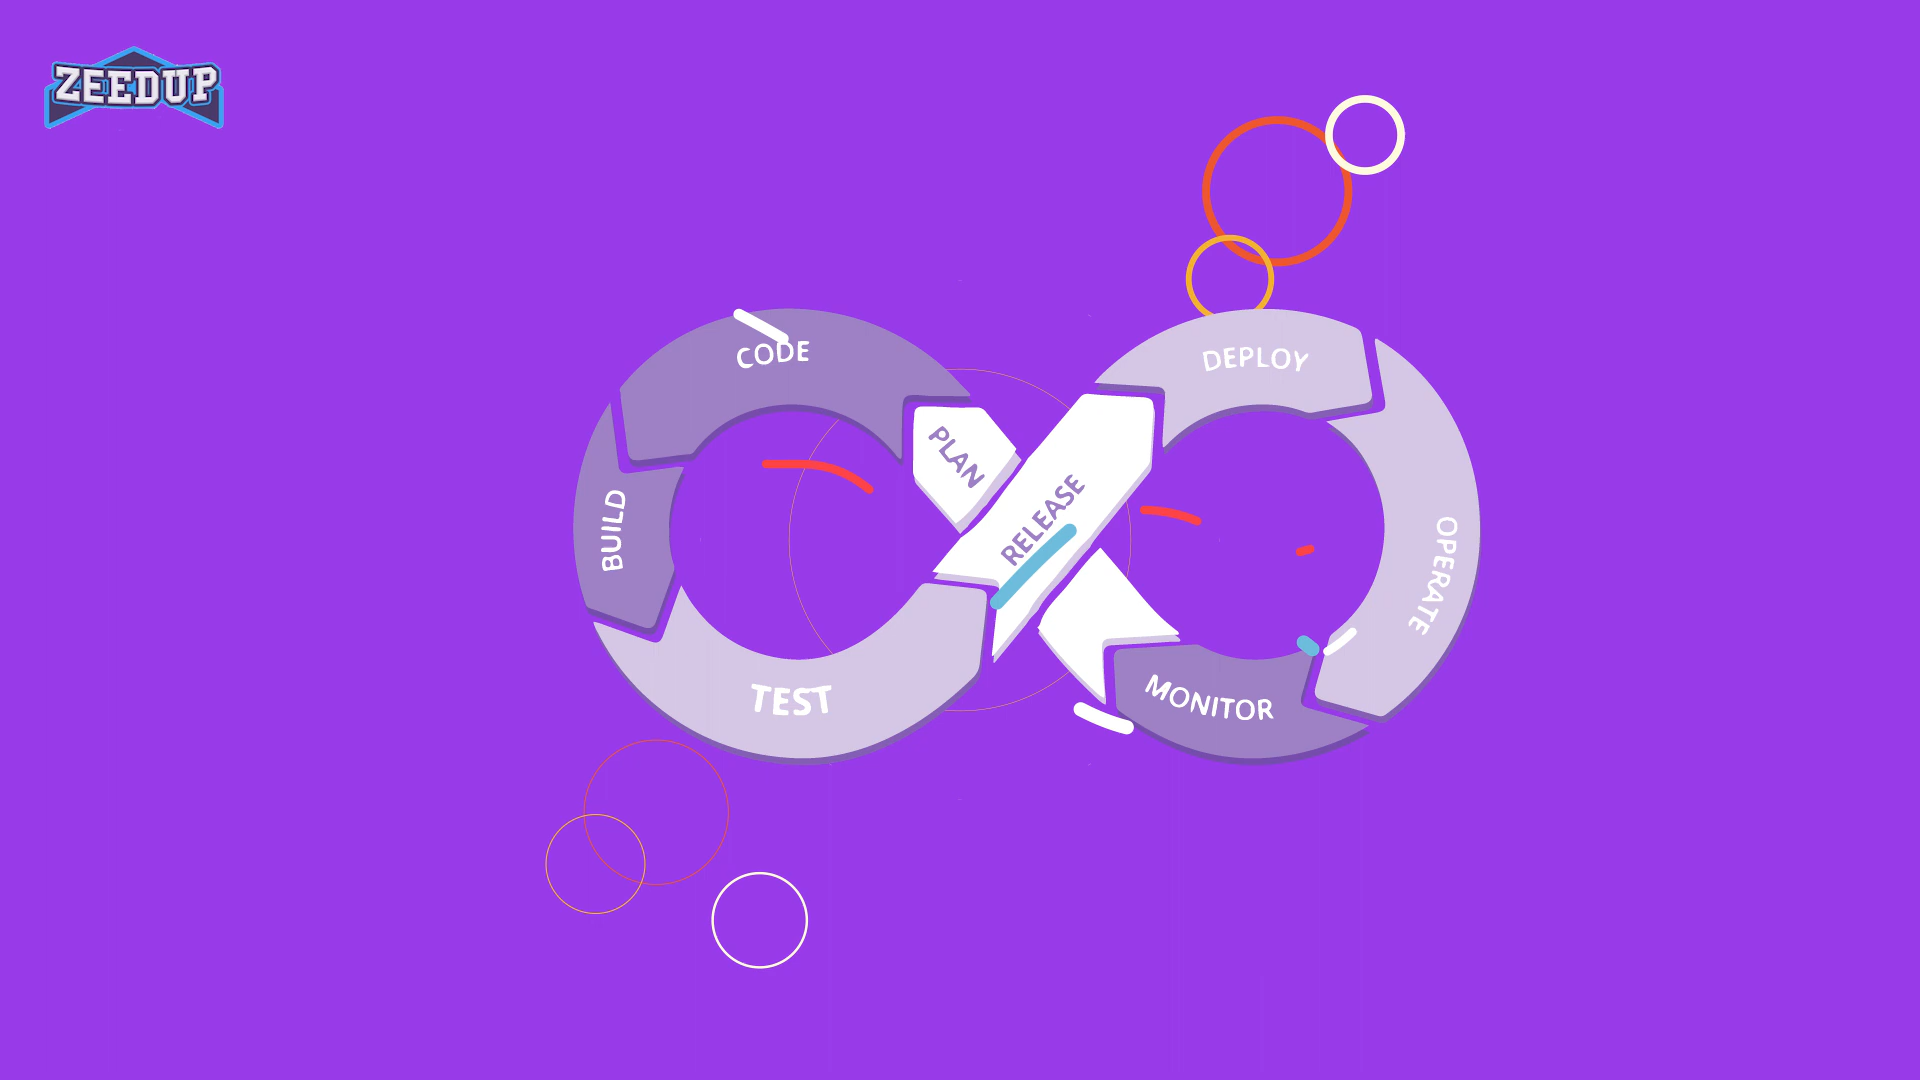 ZEEDUP
CODE
DEPLOY
PLAN
RELEASE
BUILD
OPERATE
TEST
MONITOR